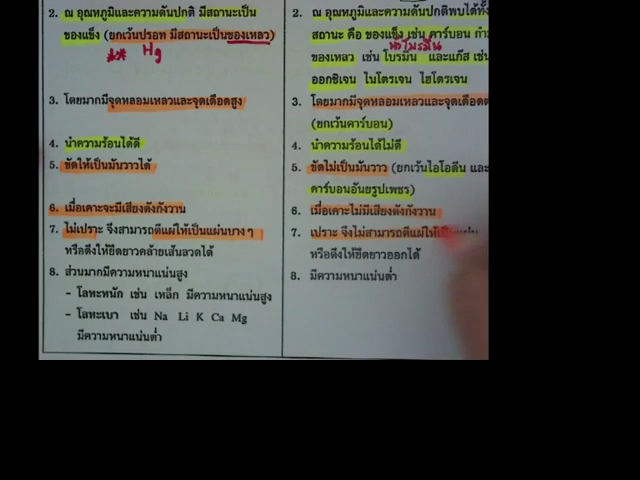 2. ณ อุณหภูมิและความดันปกติ มีสถานะเป็น
ของแข็ง (ยกเว้นปรอท มีสถานะเป็นของเหลว)
Hg
3. โดยมากมีจุดหลอมเหลวและจุดเดือดสูง
4. นำความร้อนได้ดี
5. ขัดให้เป็นมันวาวได้
6. เมื่อเคาะจะมีเสียงดังกังวาน
7. ไม่เปราะ จึงสามารถตีแผ่ให้เป็นแผ่นบาง ๆ
หรือดึงให้ยืดยาวคล้ายเส้นลวดได้
8. ส่วนมากมีความหนาแน่นสูง
- โลหะหนัก เช่น เหล็ก มีความหนาแน่นสูง
- โลหะเบา เช่น Na Li K Ca Mg
มีความหนาแน่นต่ำ
2. ณ อุณหภูมิและความดันปกติพบได้ทั้ง
สถานะ คือ ของแข็ง เช่น คาร์บอน
ของเหลว เช่น โบรมีน และแก๊ส เช่น
ออกซิเจน ไนโตรเจน ไฮโดรเจน
3. โดยมากมีจุดหลอมเหลวและจุดเดือด
(ยกเว้นคาร์บอน)
4. นำความร้อนได้ไม่ดี
5. ขัดไม่เป็นมันวาว (ยกเว้นไอโอดีน และ
คาร์บอนอันยรูปเพชร)
6. เมื่อเคาะไม่มีเสียงดังกังวาน
7. เปราะ จึงไม่สามารถตีแผ่ให้
หรือดึงให้ยืดยาวออกได้
8. มีความหนาแน่นต่ำ